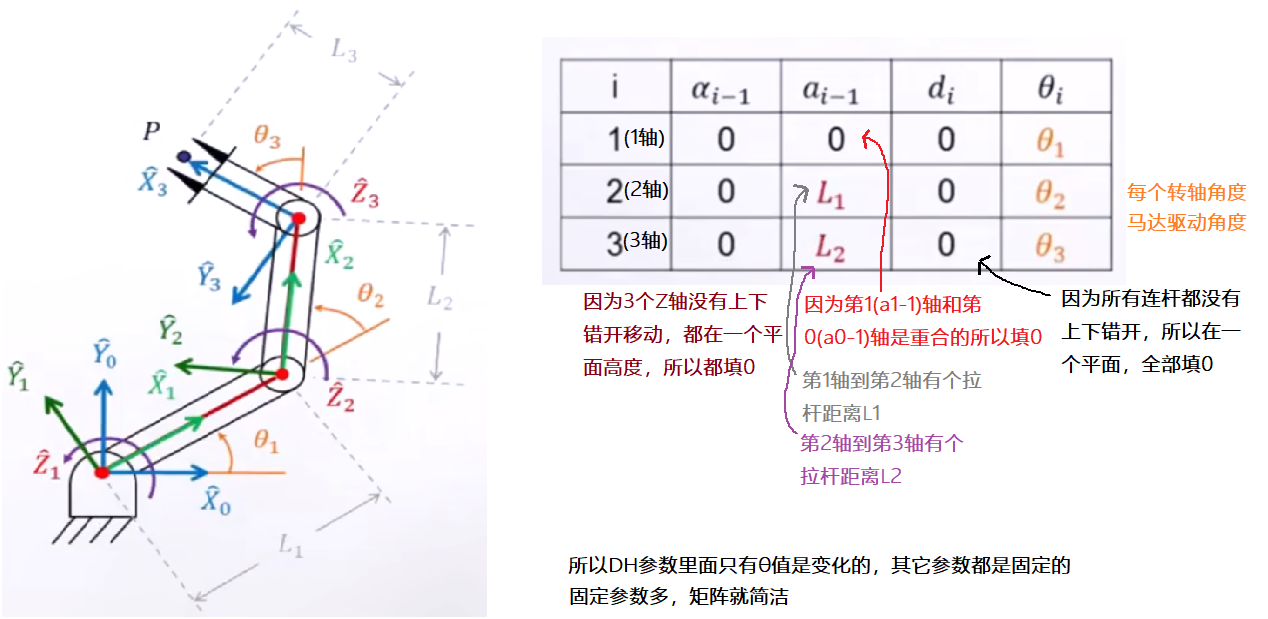 L₃
P
θ₃
X̂₃
Ẑ₃
Ŷ₃
X̂₂
L₂
θ₂
Ŷ₂
Ŷ₀
Ŷ₁
X̂₁
Ẑ₂
θ₁
Ẑ₁
X̂₀
L₁
i αᵢ₋₁ aᵢ₋₁ dᵢ θᵢ
1(1轴) 0 0 0 θ₁
2(2轴) 0 L₁ 0 θ₂
3(3轴) 0 L₂ 0 θ₃
每个转轴角度
马达驱动角度
因为3个Z轴没有上下
错开移动，都在一个平
面高度，所以都填0
因为第1(a1-1)轴和第
0(a0-1)轴是重合的所以填0
第1轴到第2轴有个拉
杆距离L1
第2轴到第3轴有个
拉杆距离L2
因为所有连杆都没有
上下错开，所以在一
个平面，全部填0
所以DH参数里面只有θ值是变化的，其它参数都是固定的
固定参数多，矩阵就简洁